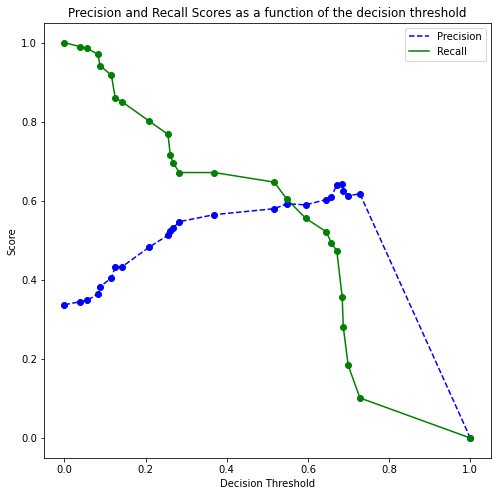 Precision and Recall Scores as a function of the decision threshold
Precision
Recall
1.0
0.8
0.6
0.4
0.2
0.0
Score
0.0 0.2 0.4 0.6 0.8 1.0
Decision Threshold